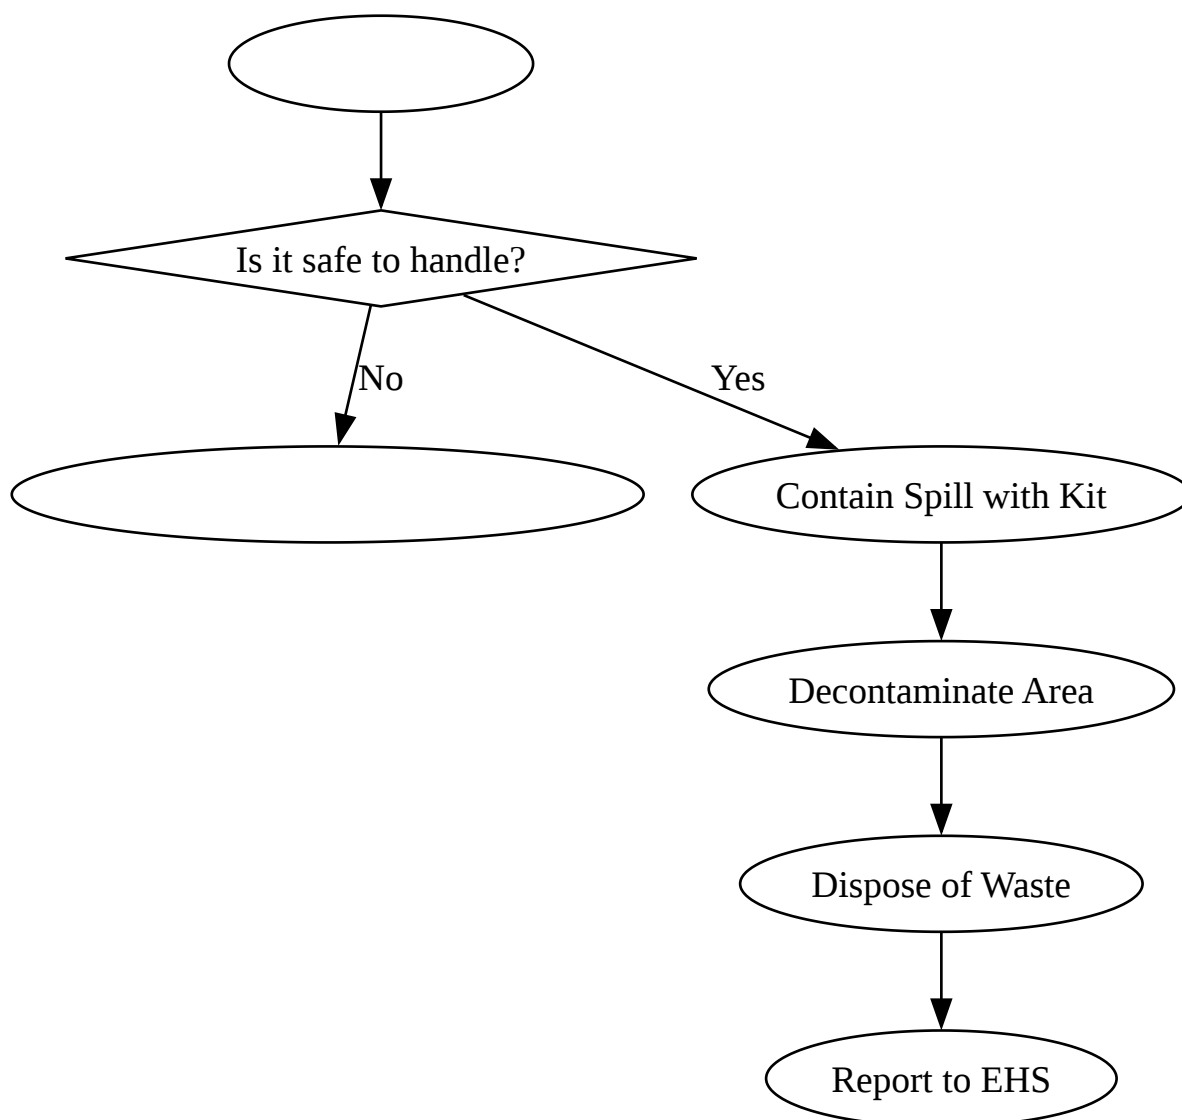 Is it safe to handle?
No
Yes
Contain Spill with Kit
Decontaminate Area
Dispose of Waste
Report to EHS